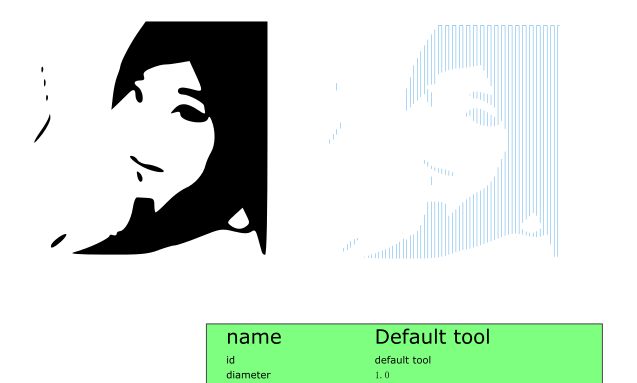 name Default tool
id default tool
diameter 1.0